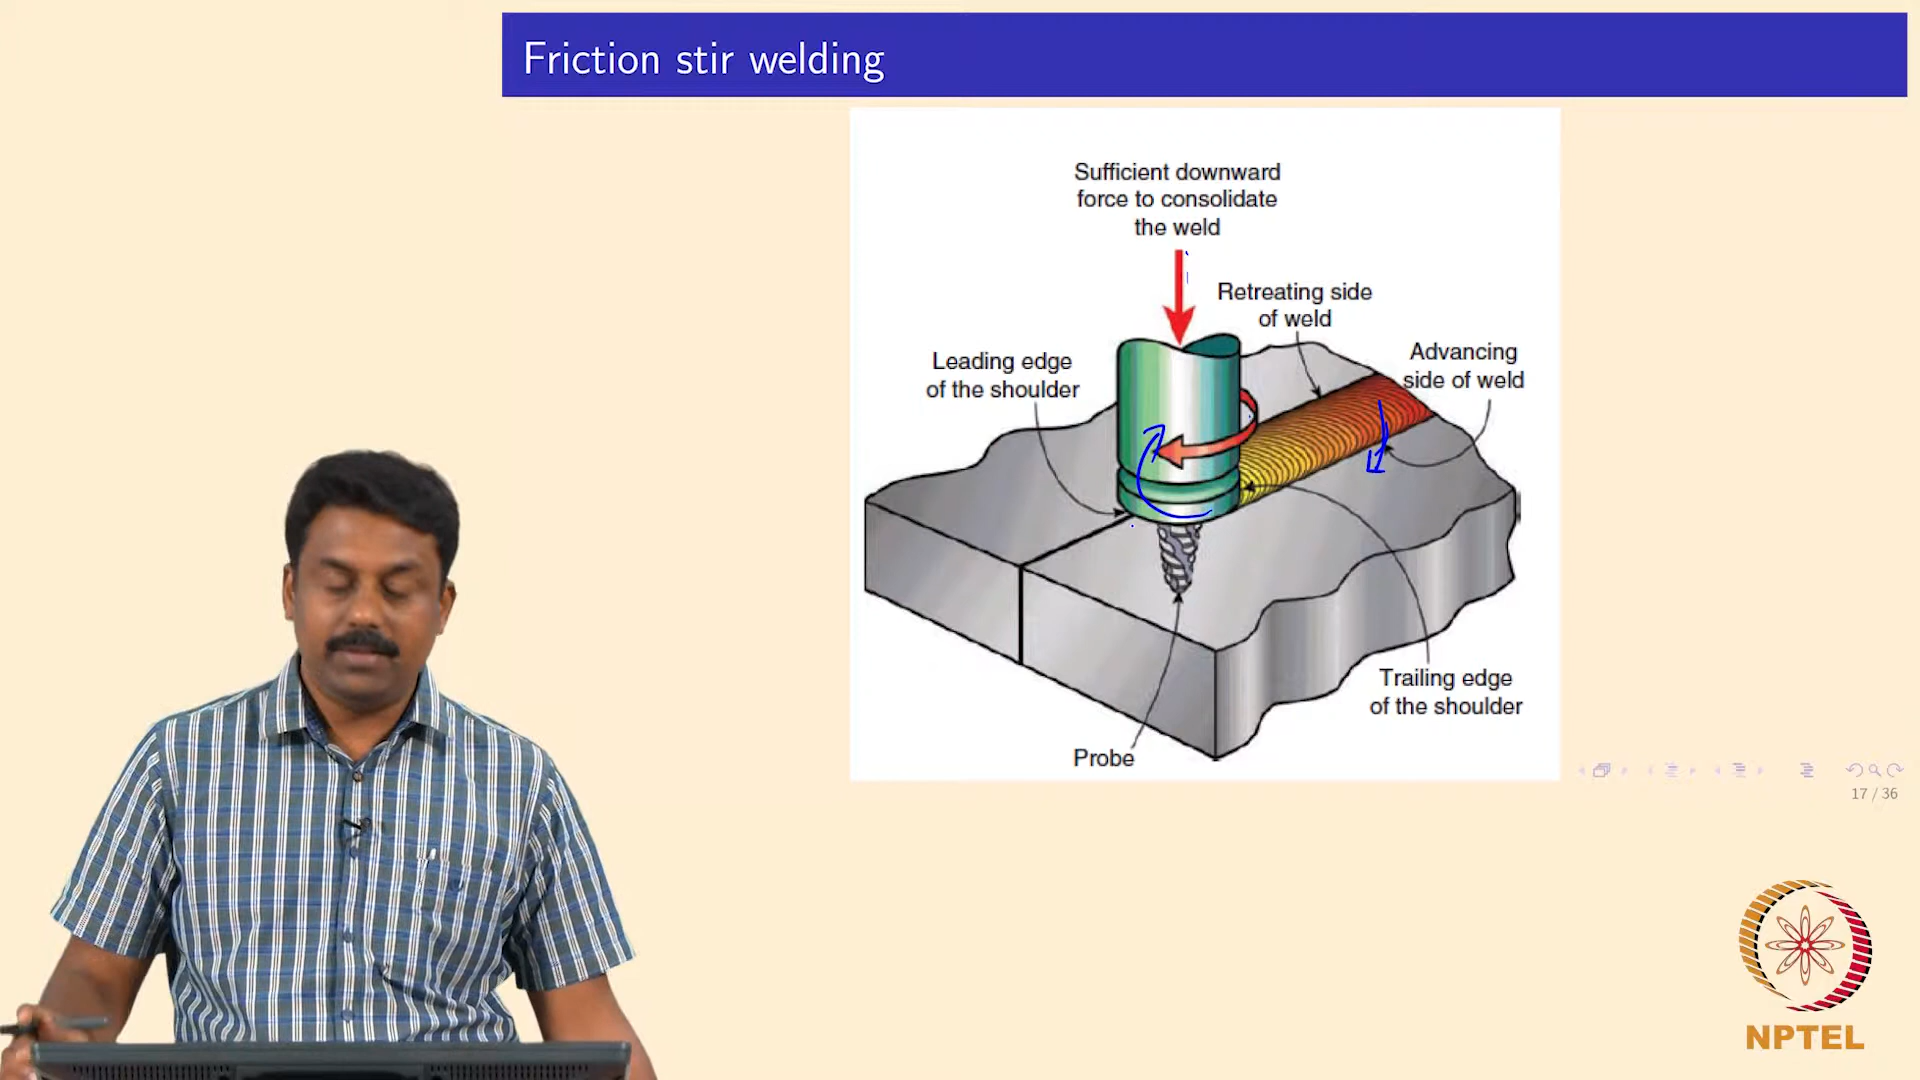 Friction stir welding
Sufficient downward
force to consolidate
the weld
Retreating side
of weld
Leading edge
of the shoulder
Advancing
side of weld
Trailing edge
of the shoulder
Probe
17 / 36
NPTEL